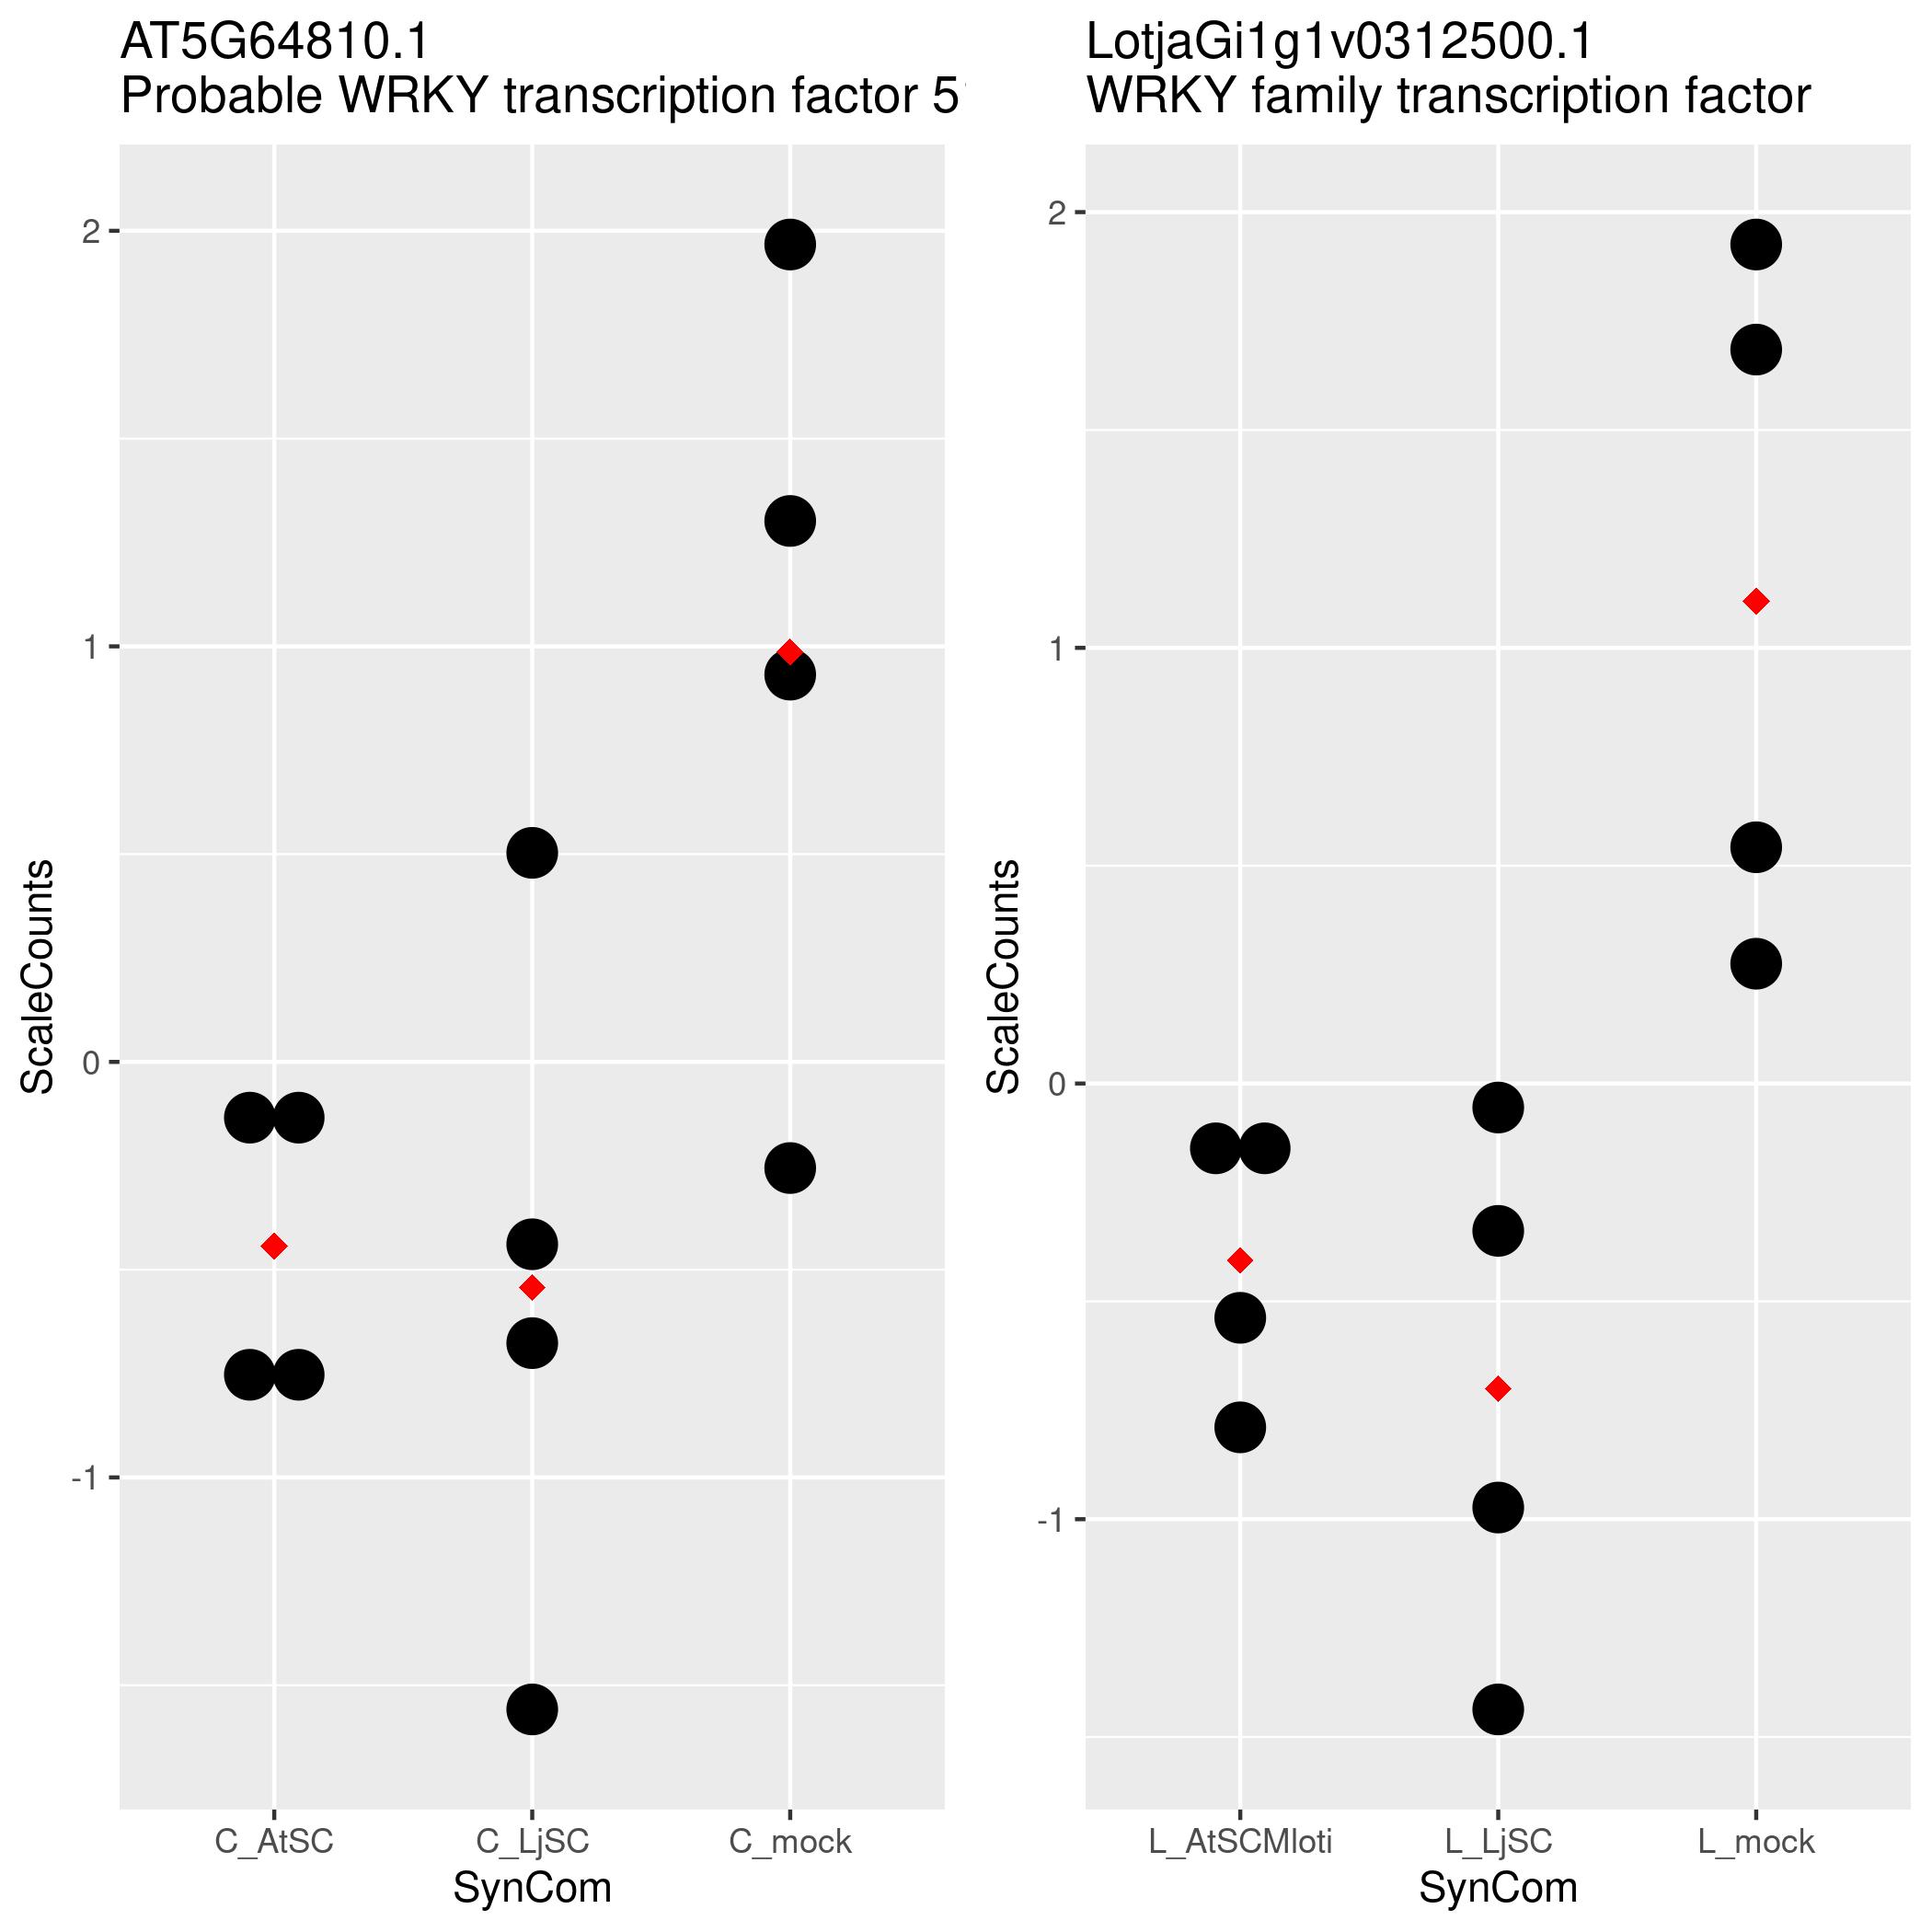 AT5G64810.1
Probable WRKY transcription factor 5
ScaleCounts
2
1
0
-1
C_AtSC C_LjSC C_mock
SynCom
LotjaGi1g1v0312500.1
WRKY family transcription factor
ScaleCounts
2
1
0
-1
L_AtSCMloti L_LjSC L_mock
SynCom